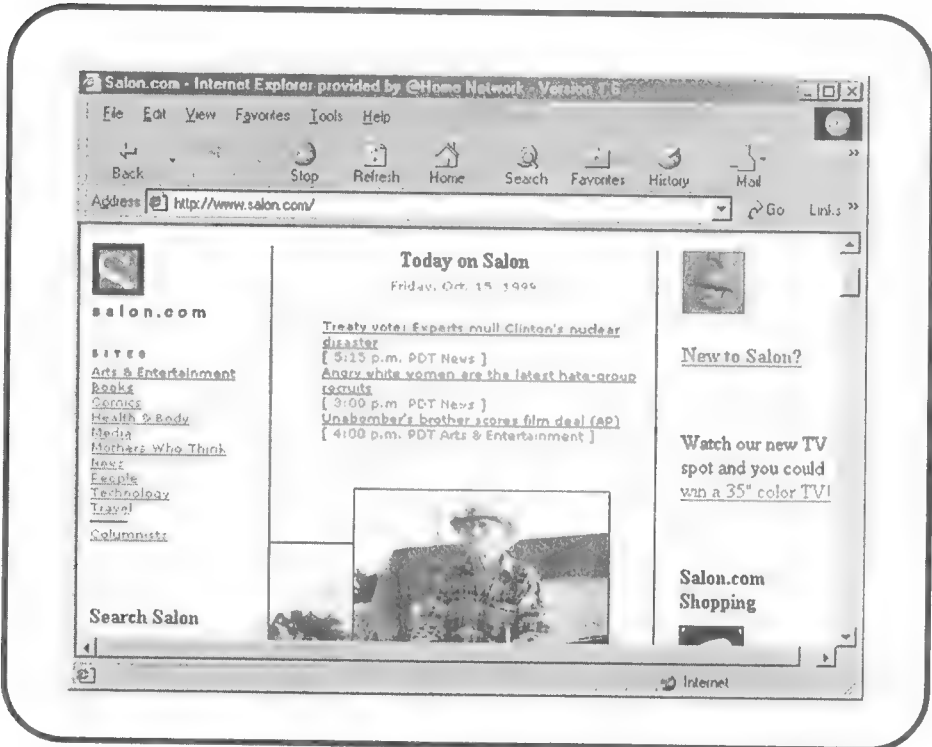 Salon.com - Internet Explorer provided by @Home Network - Version 1.6
File Edit View Favorites Tools Help
Back Stop Refresh Home Search Favorites History Mail
Address http://www.salon.com/ Go Links
salon.com
SITES
Arts & Entertainment
Books
Comics
Health & Body
Media
Mothers Who Think
News
People
Technology
Travel
Columnists
Search Salon
Today on Salon
Friday, Oct. 15, 1999
Treaty vote: Experts mull Clinton's nuclear
disaster
[ 5:15 p.m. PDT News ]
Angry white women are the latest hate-group
recruits
[ 3:00 p.m. PDT News ]
Unabomber's brother scores film deal (AP)
[ 4:00 p.m. PDT Arts & Entertainment ]
New to Salon?
Watch our new TV
spot and you could
win a 35" color TV!
Salon.com
Shopping
Internet